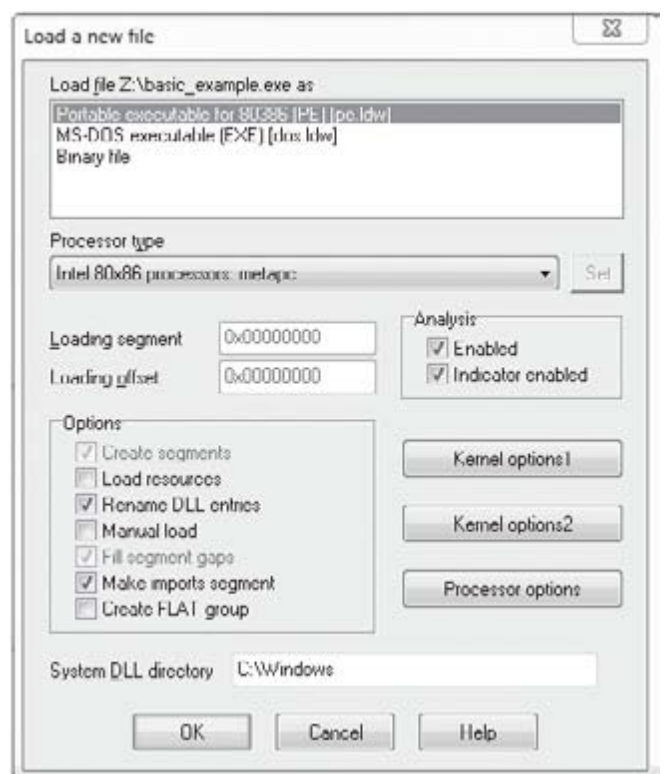 Load a new file
Load file Z:\basic_example.exe as
Portable executable for 80386 [PE] [pe.ldw]
MS-DOS executable (EXE) [dos.ldw]
Binary file
Processor type
Intel 80x86 processors: metapc
Set
Loading segment 0x00000000
Loading offset 0x00000000
Analysis
Enabled
Indicator enabled
Options
Create segments
Load resources
Rename DLL entries
Manual load
Fill segment gaps
Make imports segment
Create FLAT group
Kernel options1
Kernel options2
Processor options
System DLL directory C:\Windows
OK Cancel Help